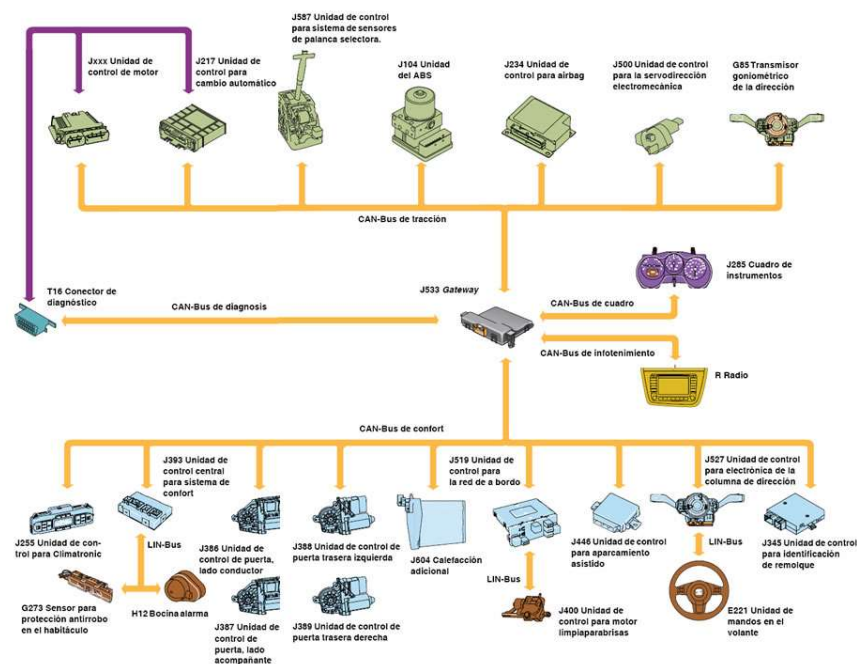 J587 Unidad de control
para sistema de sensores
de palanca selectora.
Jxxx Unidad de
control de motor
J217 Unidad de
control para
cambio automático
J104 Unidad
del ABS
J234 Unidad de
control para airbag
J500 Unidad de control
para la servodirección
electromecánica
G85 Transmisor
goniométrico
de la dirección
CAN-Bus de tracción
T16 Conector de
diagnóstico
CAN-Bus de diagnosis
J533 Gateway
CAN-Bus de cuadro
J285 Cuadro de
instrumentos
CAN-Bus de infotenimiento
R Radio
CAN-Bus de confort
J393 Unidad de
control central
para sistema de
confort
J519 Unidad de
control para
la red de a bordo
J527 Unidad de control
para electrónica de la
columna de dirección
J255 Unidad de con-
trol para Climatronic
LIN-Bus
J386 Unidad de
control de puerta,
lado conductor
J388 Unidad de control de
puerta trasera izquierda
J604 Calefacción
adicional
LIN-Bus
J446 Unidad de control
para aparcamiento
asistido
LIN-Bus
J345 Unidad de control
para identificación
de remolque
G273 Sensor para
protección antirrobo
en el habitáculo
H12 Bocina alarma
J387 Unidad de
control de
puerta, lado
acompañante
J389 Unidad de control de
puerta trasera derecha
J400 Unidad de
control para motor
limpiaparabrisas
E221 Unidad de
mandos en el
volante